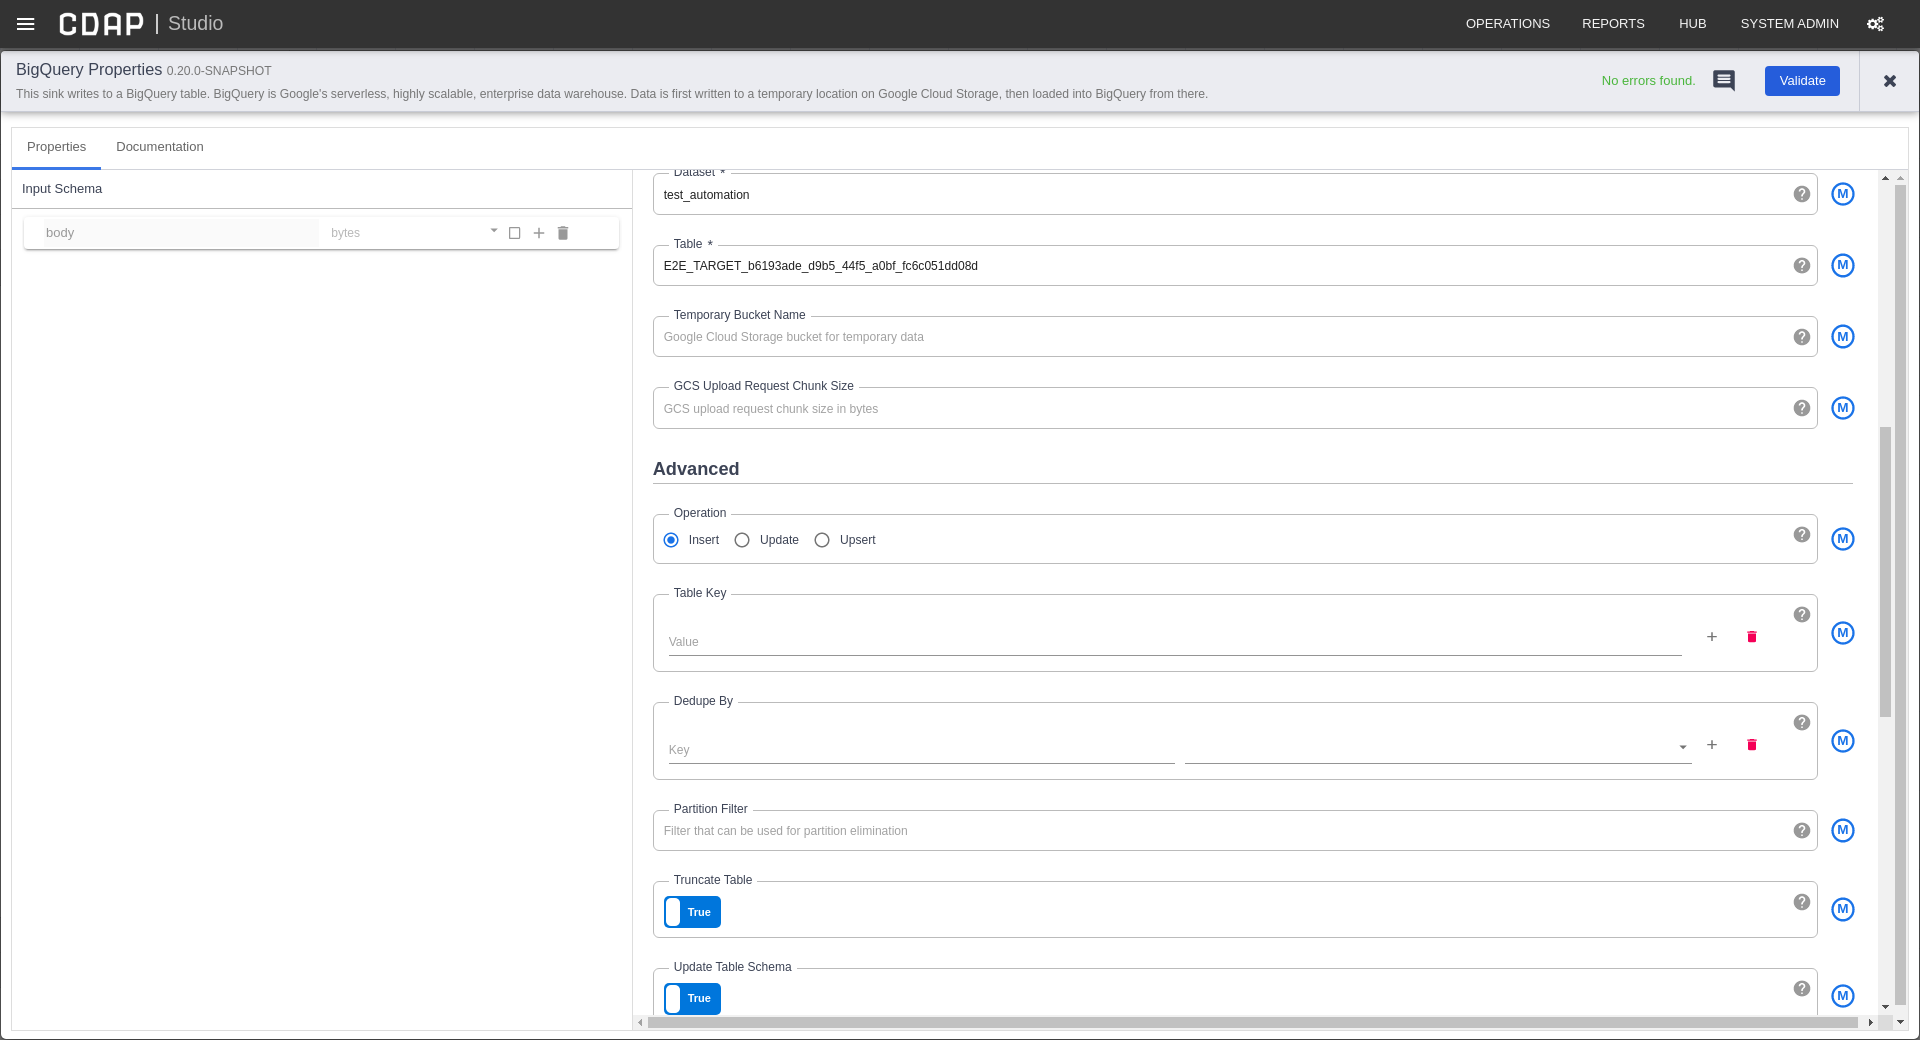 CDAP | Studio
OPERATIONS REPORTS HUB SYSTEM ADMIN
BigQuery Properties 0.20.0-SNAPSHOT
This sink writes to a BigQuery table. BigQuery is Google's serverless, highly scalable, enterprise data warehouse. Data is first written to a temporary location on Google Cloud Storage, then loaded into BigQuery from there.
No errors found.
Validate
Properties Documentation
Input Schema
body bytes
Dataset *
test_automation
M
Table *
E2E_TARGET_b6193ade_d9b5_44f5_a0bf_fc6c051dd08d
M
Temporary Bucket Name
Google Cloud Storage bucket for temporary data
M
GCS Upload Request Chunk Size
GCS upload request chunk size in bytes
M
Advanced
Operation
Insert Update Upsert
M
Table Key
Value
M
Dedupe By
Key
M
Partition Filter
Filter that can be used for partition elimination
M
Truncate Table
True
M
Update Table Schema
True
M